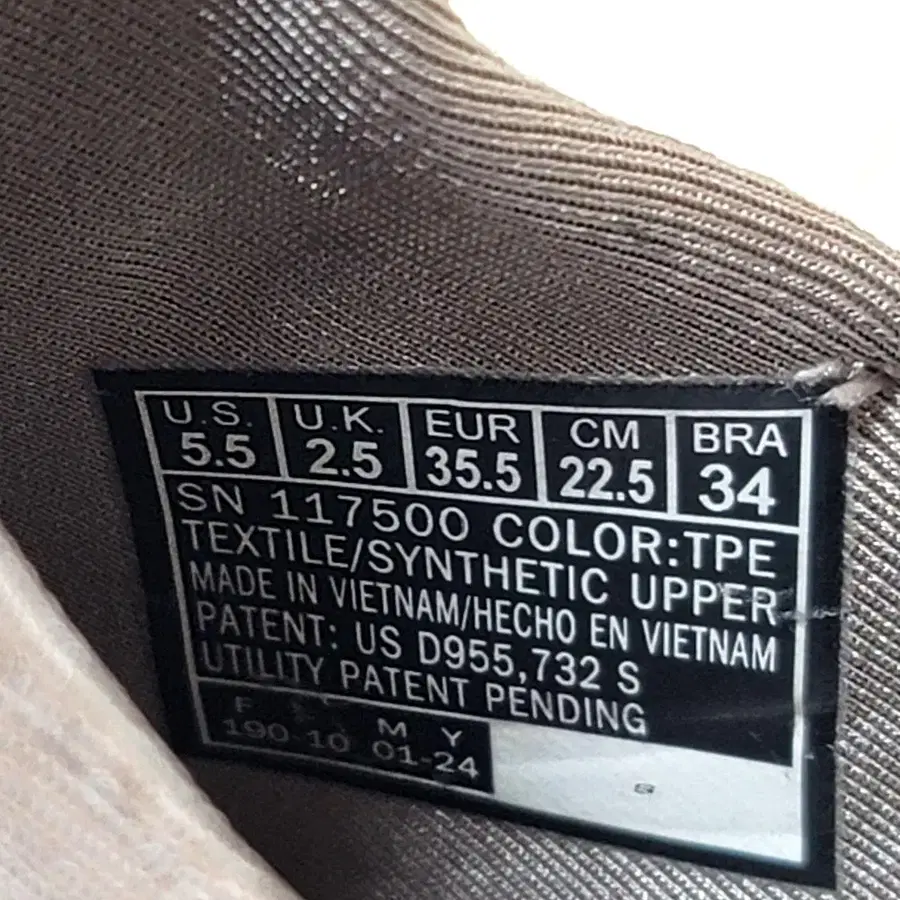 U.S. U.K. EUR CM BRA
5.5 2.5 35.5 22.5 34
SN 117500 COLOR:TPE
TEXTILE/SYNTHETIC UPPER
MADE IN VIETNAM/HECHO EN VIETNAM
PATENT: US D955,732 S
UTILITY PATENT PENDING
F M Y
190-10 01-24